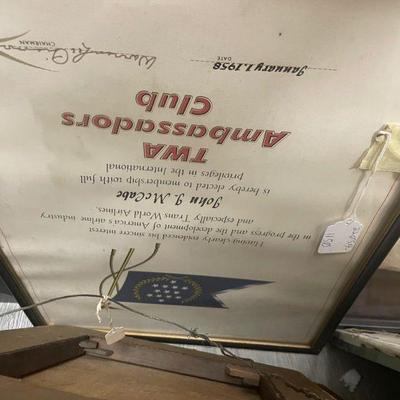 Having clearly evidenced his sincere interest
in the progress and the development of America's airline industry
and especially Trans World Airlines,
John J. McCabe
is hereby elected to membership with full
privileges in the International
TWA
Ambassadors
Club
January 1, 1958
DATE
CHAIRMAN
1150